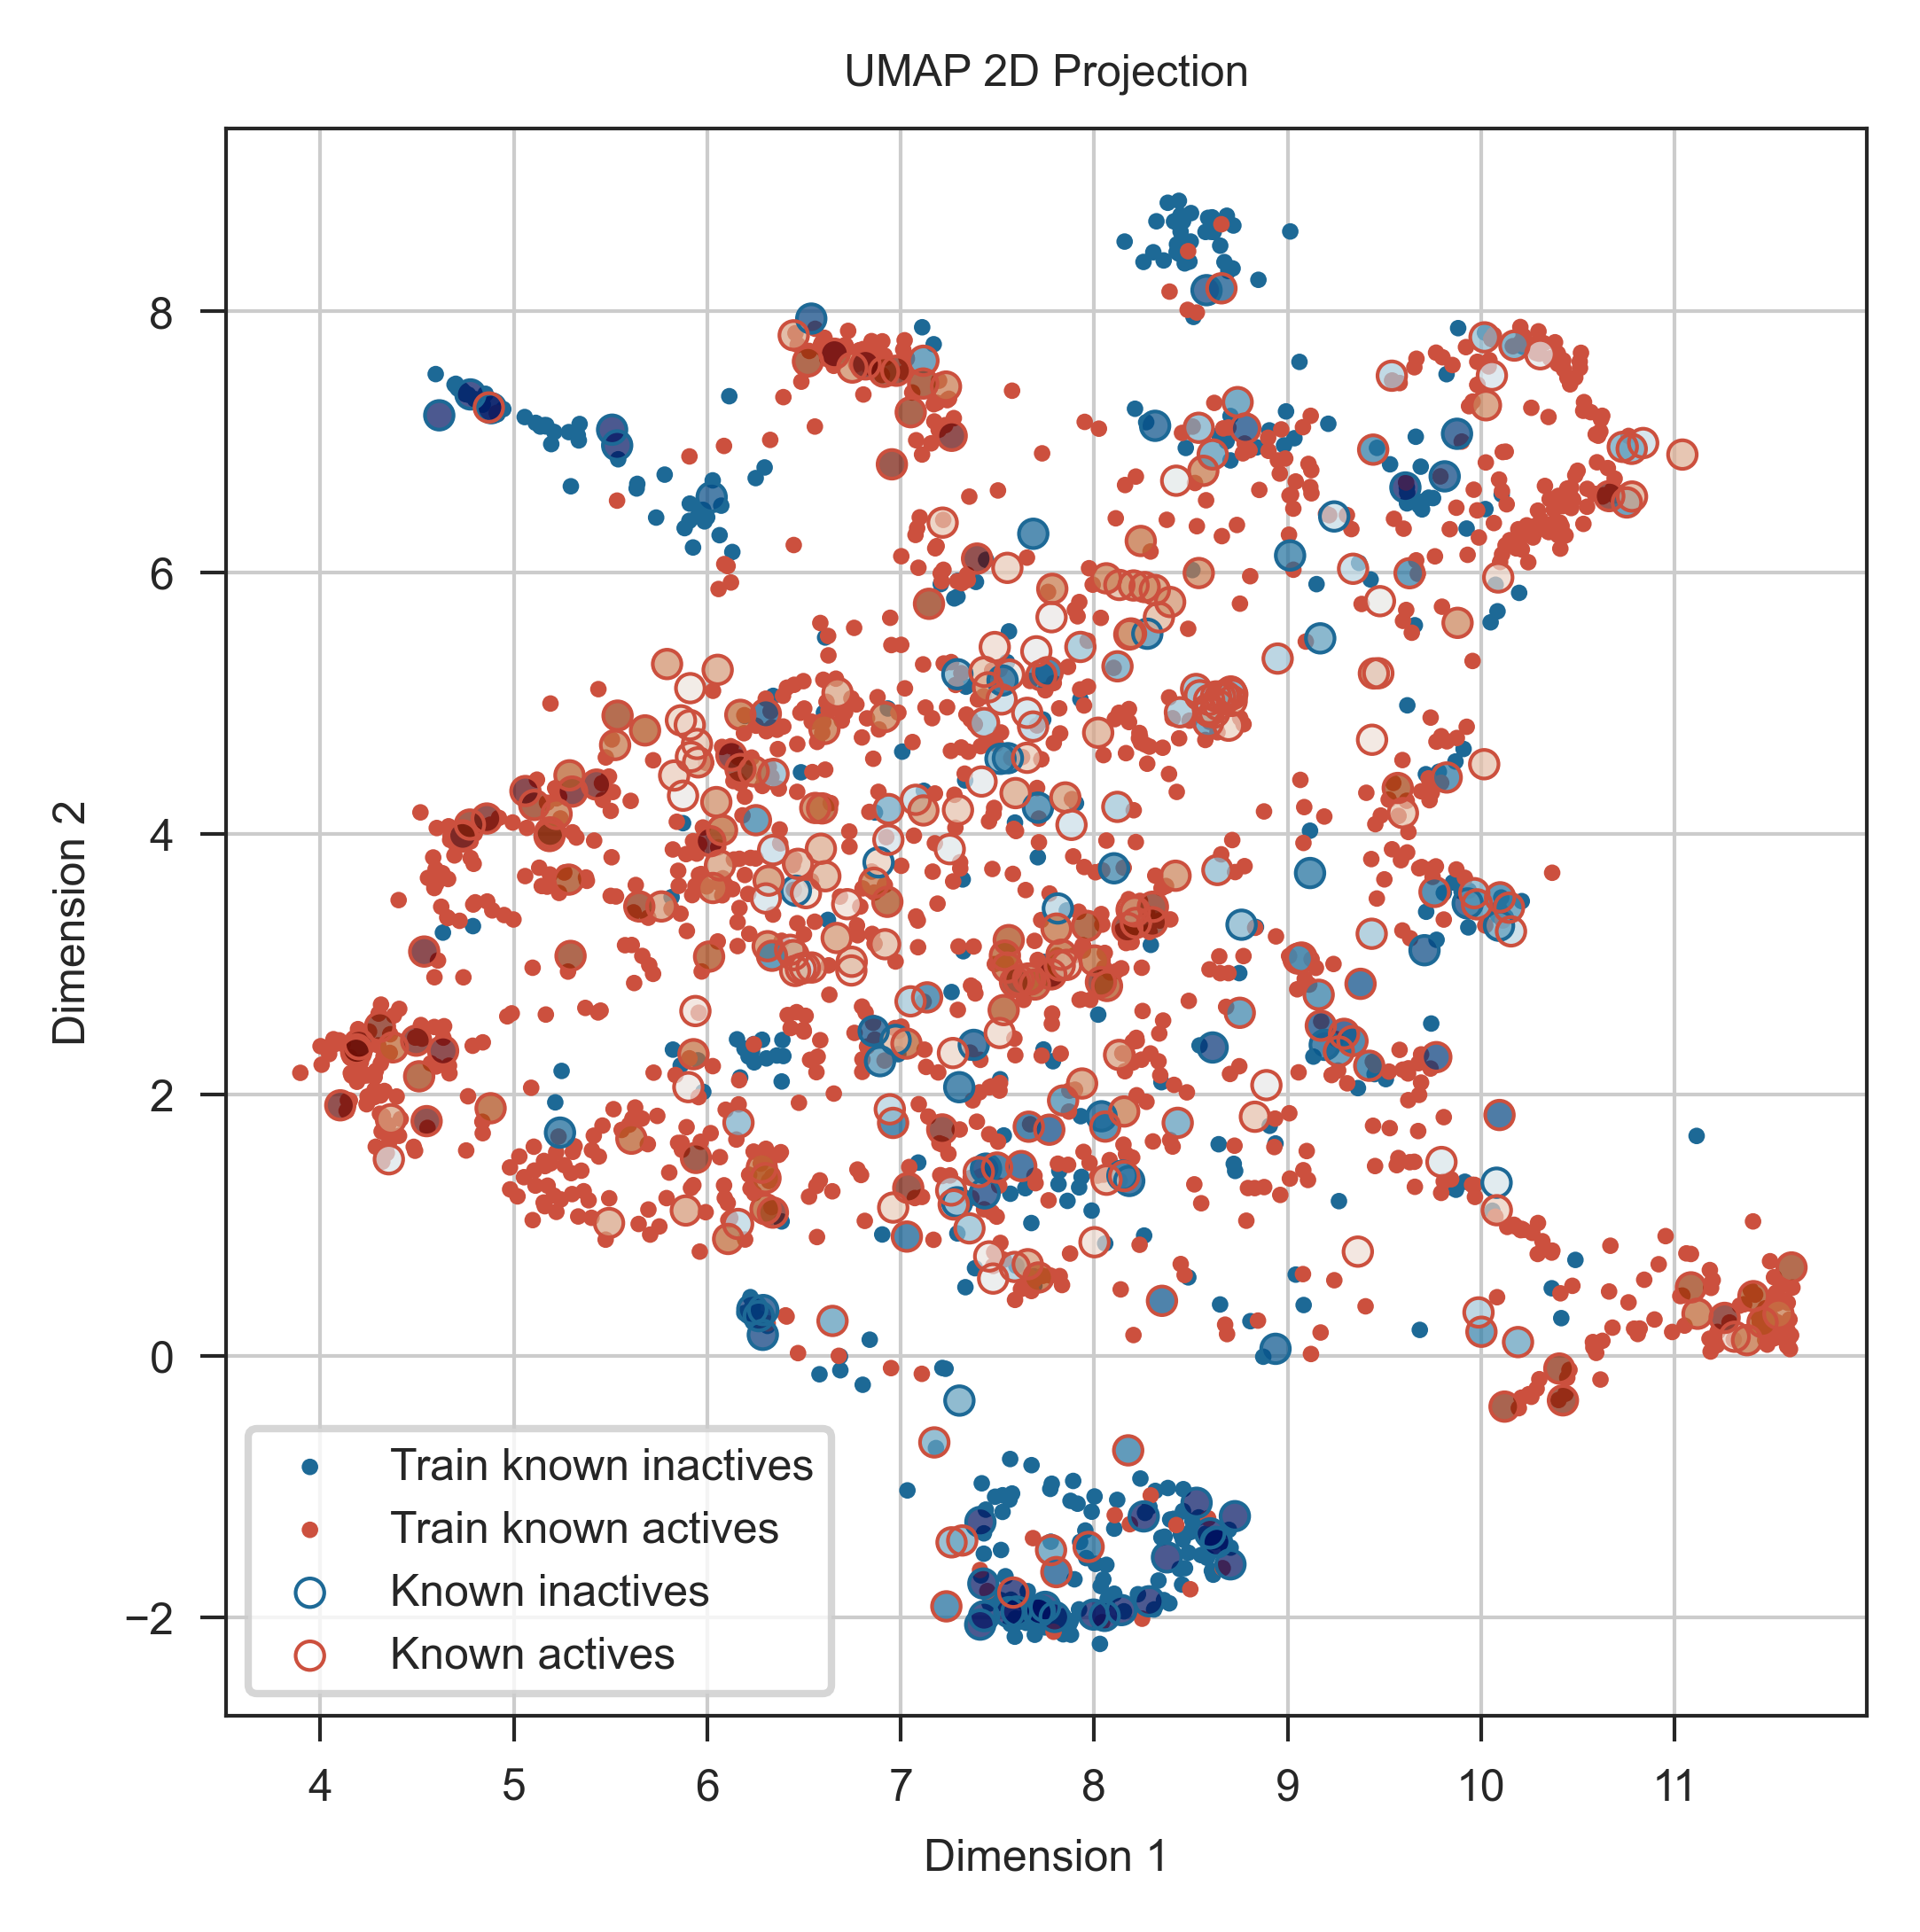 UMAP 2D Projection
8
6
4
2
0
−2
Dimension 2
Train known inactives
Train known actives
Known inactives
Known actives
4 5 6 7 8 9 10 11
Dimension 1